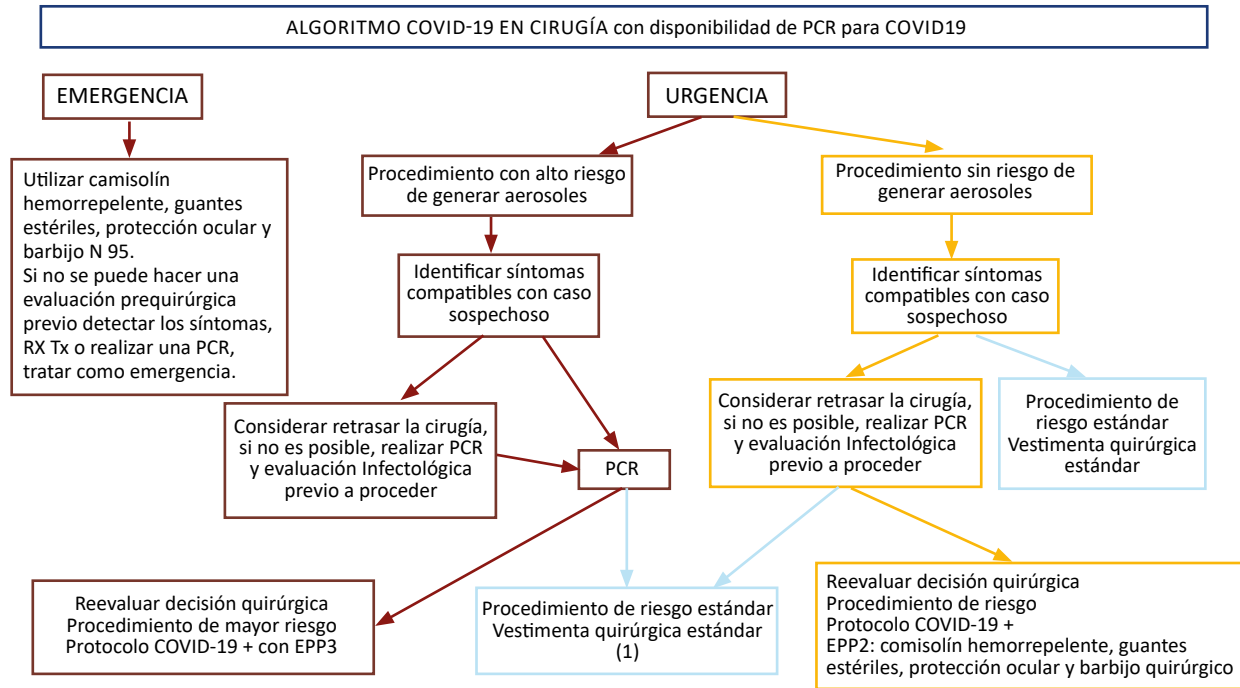 ALGORITMO COVID-19 EN CIRUGÍA con disponibilidad de PCR para COVID19
EMERGENCIA
URGENCIA
Utilizar camisolín
hemorrepelente, guantes
estériles, protección ocular y
barbijo N 95.
Si no se puede hacer una
evaluación prequirúrgica
previo detectar los síntomas,
RX Tx o realizar una PCR,
tratar como emergencia.
Procedimiento con alto riesgo
de generar aerosoles
Procedimiento sin riesgo de
generar aerosoles
Identificar síntomas
compatibles con caso
sospechoso
Identificar síntomas
compatibles con caso
sospechoso
Considerar retrasar la cirugía,
si no es posible, realizar PCR
y evaluación Infectológica
previo a proceder
PCR
Considerar retrasar la cirugía,
si no es posible, realizar PCR
y evaluación Infectológica
previo a proceder
Procedimiento de
riesgo estándar
Vestimenta quirúrgica
estándar
Reevaluar decisión quirúrgica
Procedimiento de mayor riesgo
Protocolo COVID-19 + con EPP3
Procedimiento de riesgo estándar
Vestimenta quirúrgica estándar
(1)
Reevaluar decisión quirúrgica
Procedimiento de riesgo
Protocolo COVID-19 +
EPP2: comisolín hemorrepelente, guantes
estériles, protección ocular y barbijo quirúrgico